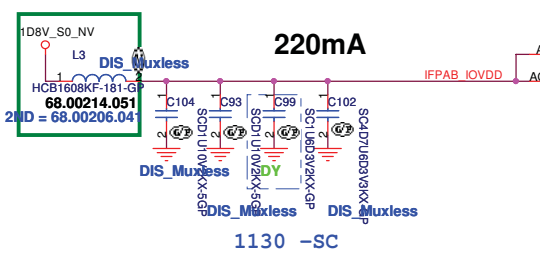 1D8V_S0_NV
L3
DIS_Muxless
220mA
1
2
HCB1608KF-181-GP
68.00214.051
2ND = 68.00206.041
IFPAB_IOVDD
C104
C93
C99
C102
1
1
1
1
2
2
2
2
SCD1U10V2KX-5GP
SCD1U10V2KX-5GP
SC1U6D3V2KX-GP
SC4D7U6D3V3KX-GP
DIS_Muxless
DY
DIS_Muxless
DIS_Muxless
1130 -SC